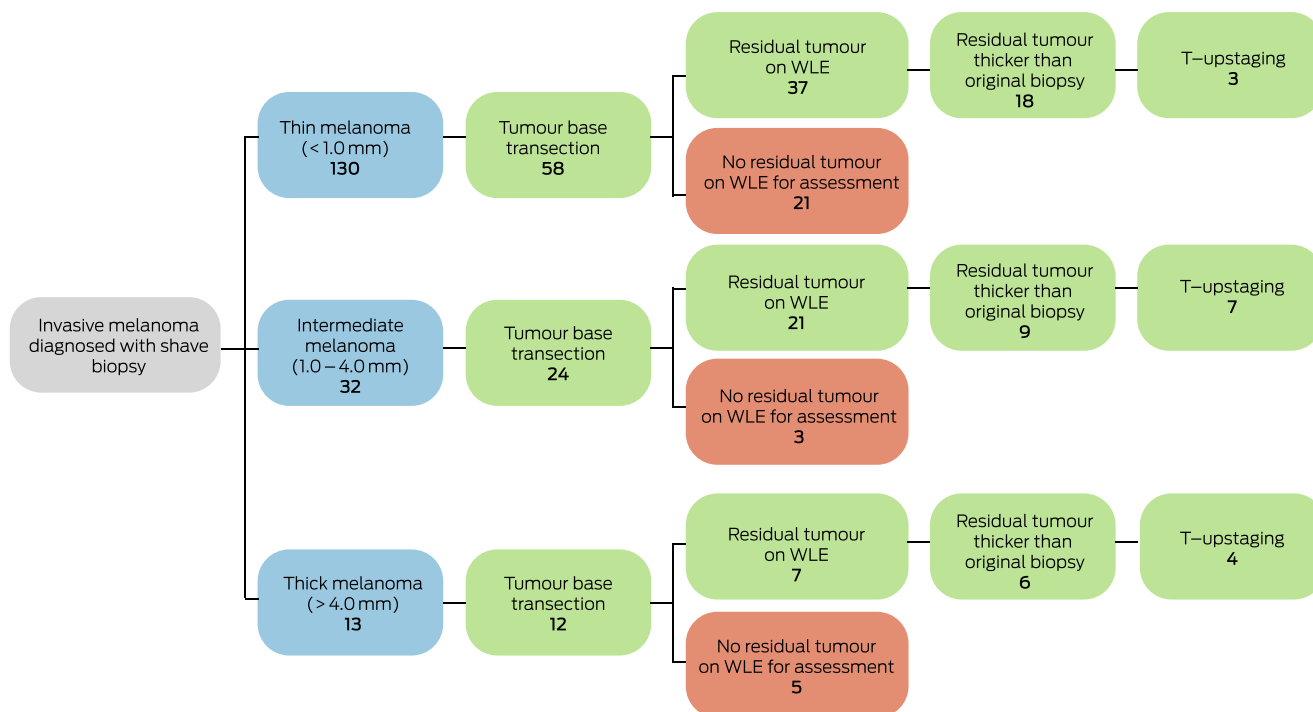 Invasive melanoma
diagnosed with shave
biopsy
Thin melanoma
(< 1.0 mm)
130
Tumour base
transection
58
Residual tumour
on WLE
37
Residual tumour
thicker than
original biopsy
18
T–upstaging
3
No residual tumour
on WLE for assessment
21
Intermediate
melanoma
(1.0 – 4.0 mm)
32
Tumour base
transection
24
Residual tumour
on WLE
21
Residual tumour
thicker than
original biopsy
9
T–upstaging
7
No residual tumour
on WLE for assessment
3
Thick melanoma
(> 4.0 mm)
13
Tumour base
transection
12
Residual tumour
on WLE
7
Residual tumour
thicker than
original biopsy
6
T–upstaging
4
No residual tumour
on WLE for assessment
5